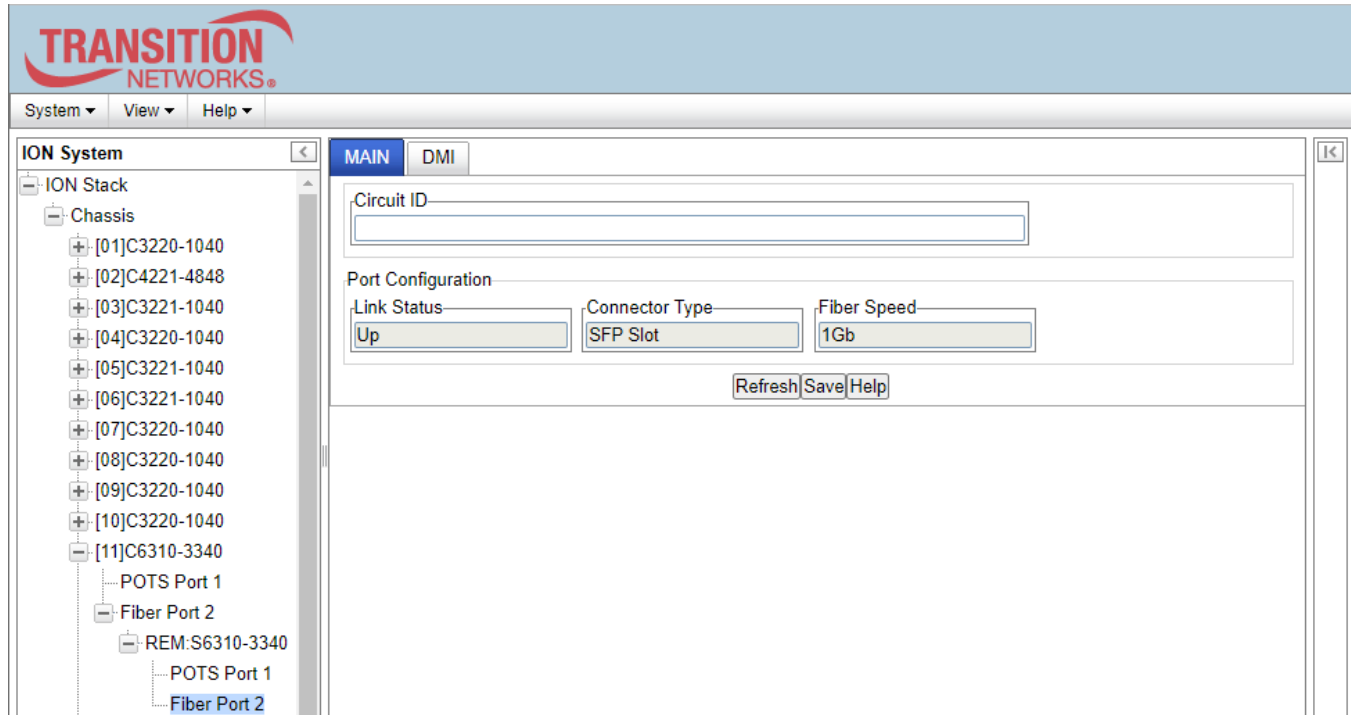 TRANSITION
NETWORKS®
System View Help
ION System
ION Stack
Chassis
[01]C3220-1040
[02]C4221-4848
[03]C3221-1040
[04]C3220-1040
[05]C3221-1040
[06]C3221-1040
[07]C3220-1040
[08]C3220-1040
[09]C3220-1040
[10]C3220-1040
[11]C6310-3340
POTS Port 1
Fiber Port 2
REM:S6310-3340
POTS Port 1
Fiber Port 2
MAIN DMI
Circuit ID
Port Configuration
Link Status Connector Type Fiber Speed
Up SFP Slot 1Gb
Refresh Save Help